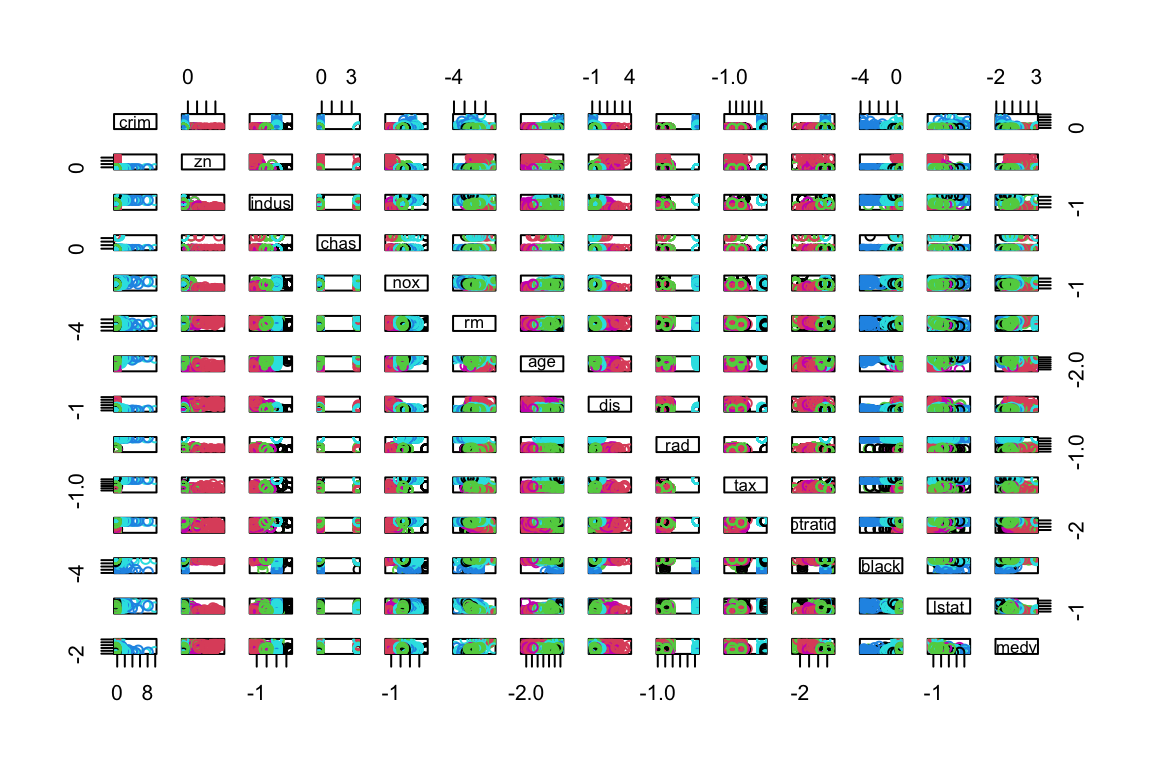 0 0 3 -4 -1 4 -1.0 -4 0 -2 3
crim 0
0 zn
indus -1
0 chas
nox -1
-4 rm
age -2.0
-1 dis
rad -1.0
-1.0 tax
ptratio -2
-4 black
lstat -1
-2 medv
0 8 -1 -1 -2.0 -1.0 -2 -1